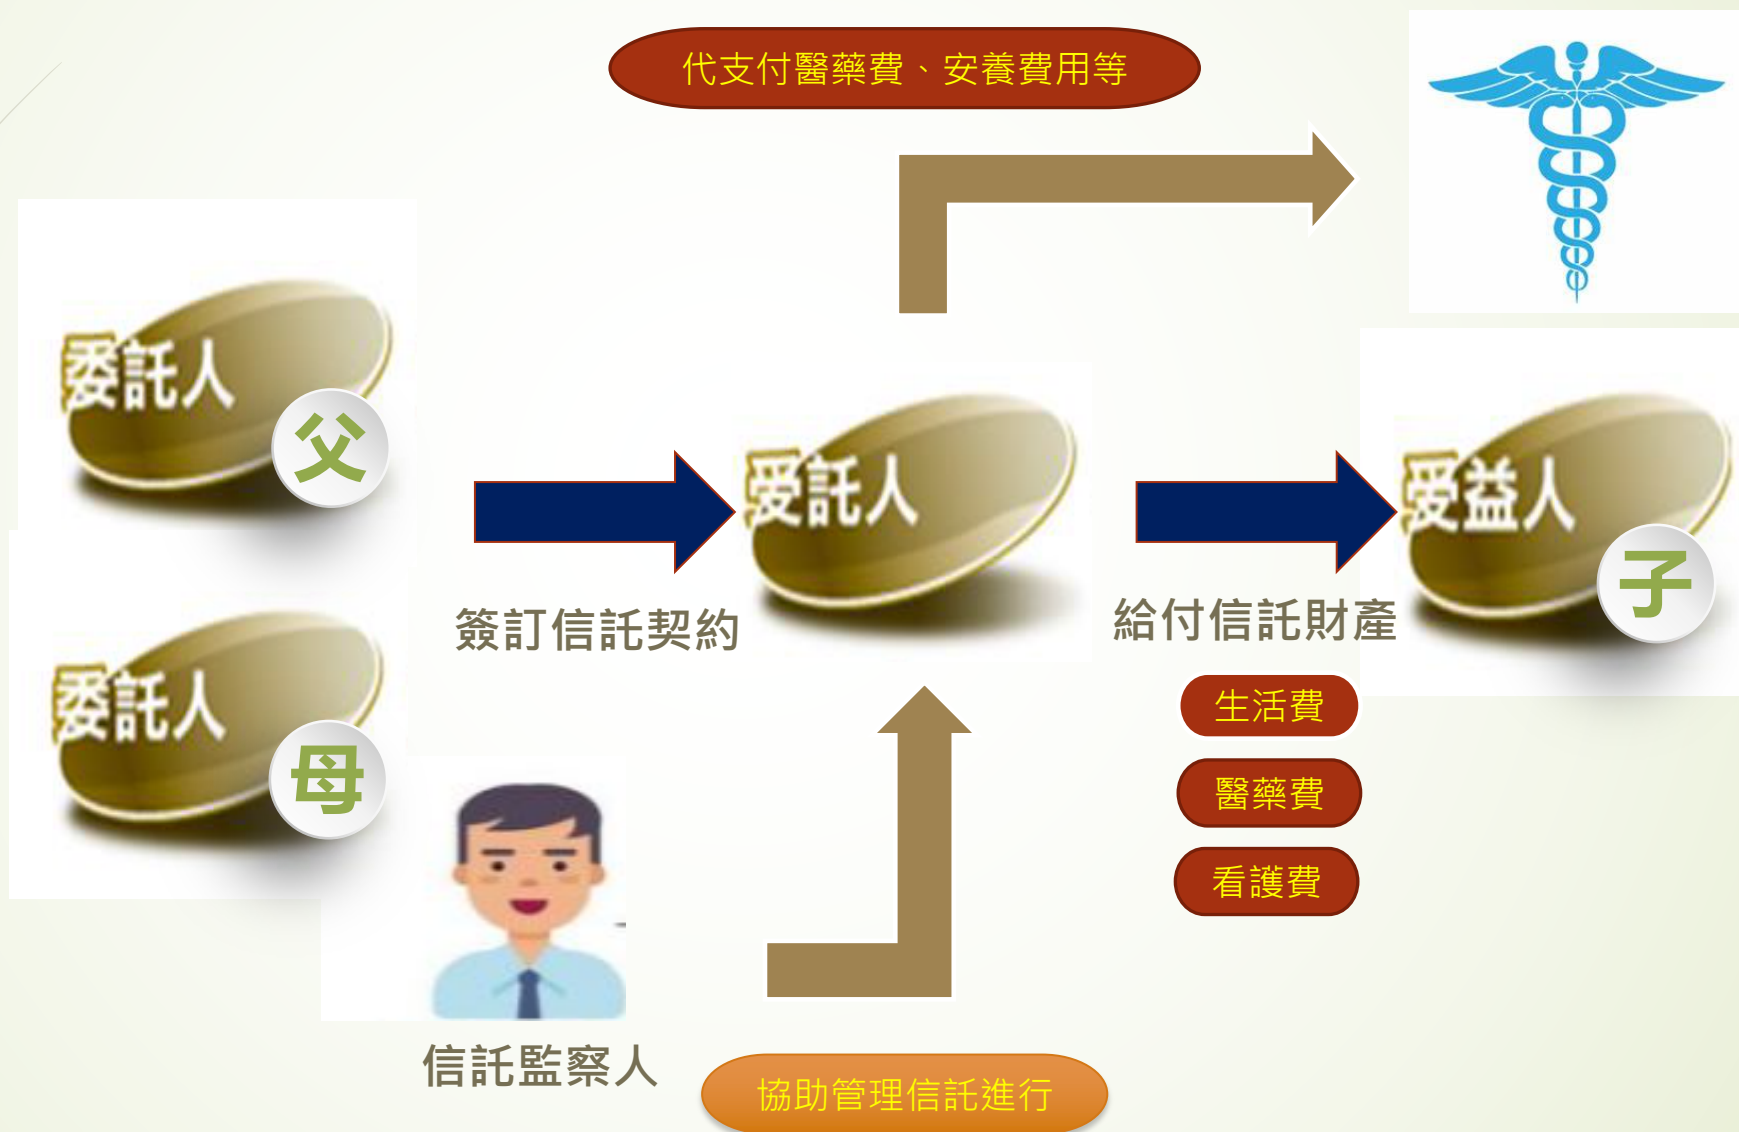 代支付醫藥費、安養費用等
委託人
父
委託人
母
簽訂信託契約
受託人
給付信託財產
受益人
子
生活費
醫藥費
看護費
信託監察人
協助管理信託進行